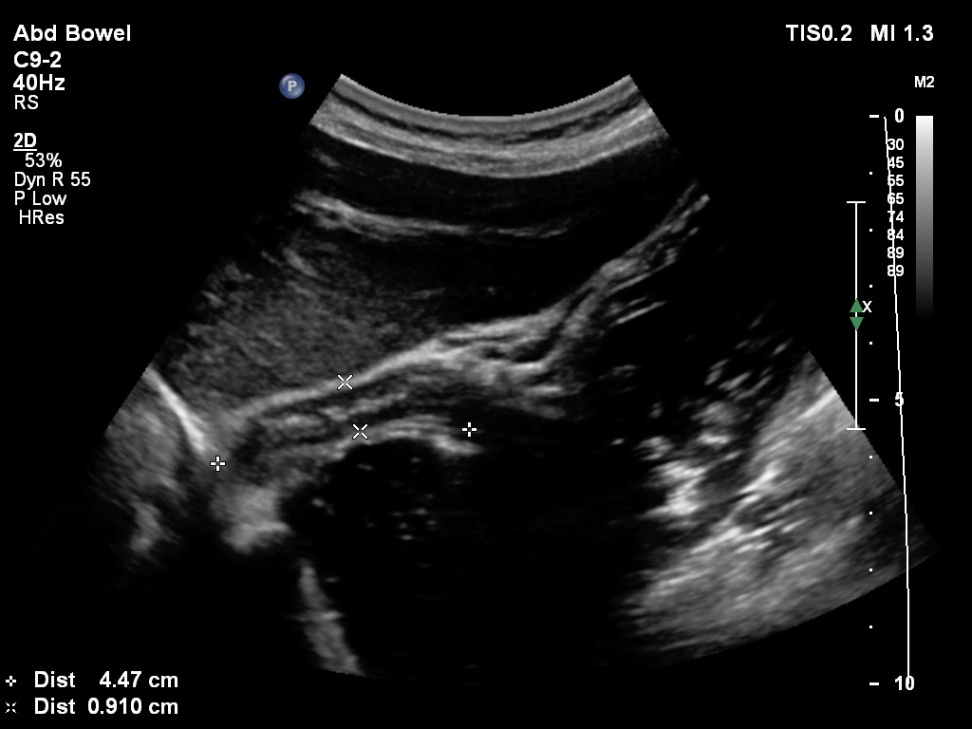 Abd Bowel
C9-2
40Hz
RS
2D
53%
Dyn R 55
P Low
HRes
P
TIS0.2 MI 1.3
M2
0
30
45
55
65
74
84
89
89
X
5
10
Dist 4.47 cm
Dist 0.910 cm